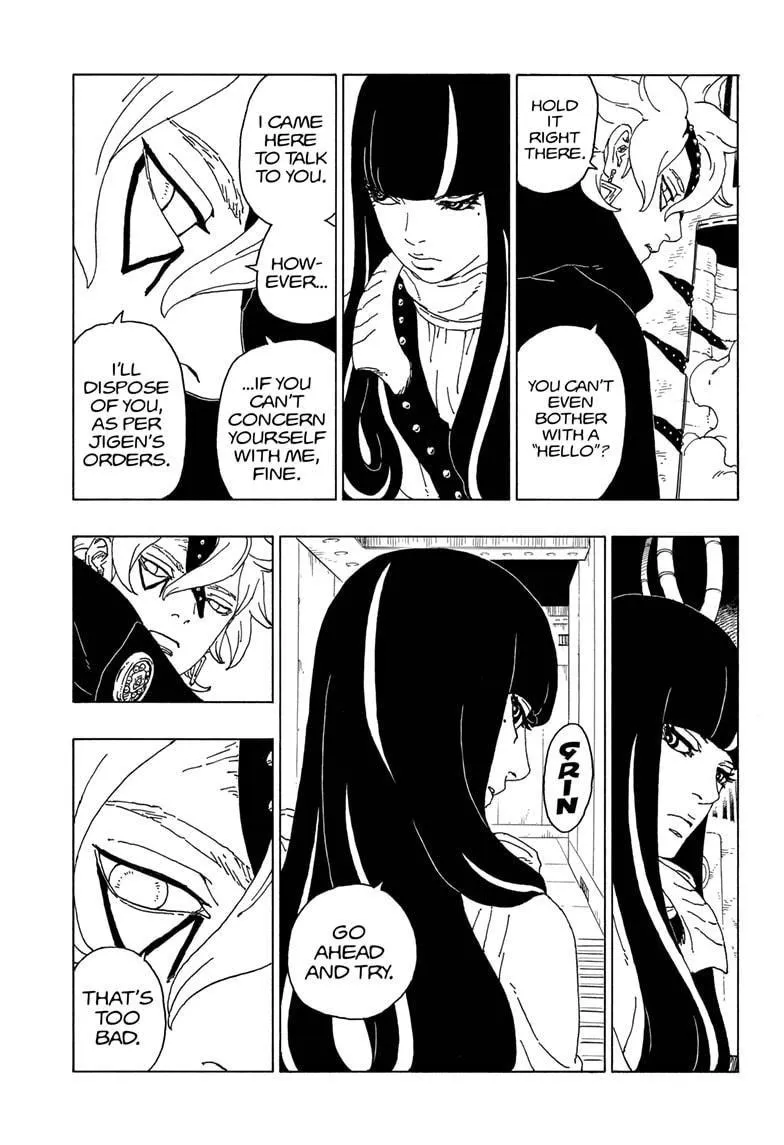 HOLD
IT
RIGHT
THERE.
YOU CAN'T
EVEN
BOTHER
WITH A
"HELLO"?
I CAME
HERE
TO TALK
TO YOU.
HOW-
EVER...
...IF YOU
CAN'T
CONCERN
YOURSELF
WITH ME,
FINE.
I'LL
DISPOSE
OF YOU,
AS PER
JIGEN'S
ORDERS.
GRIN
GO
AHEAD
AND TRY.
THAT'S
TOO
BAD.